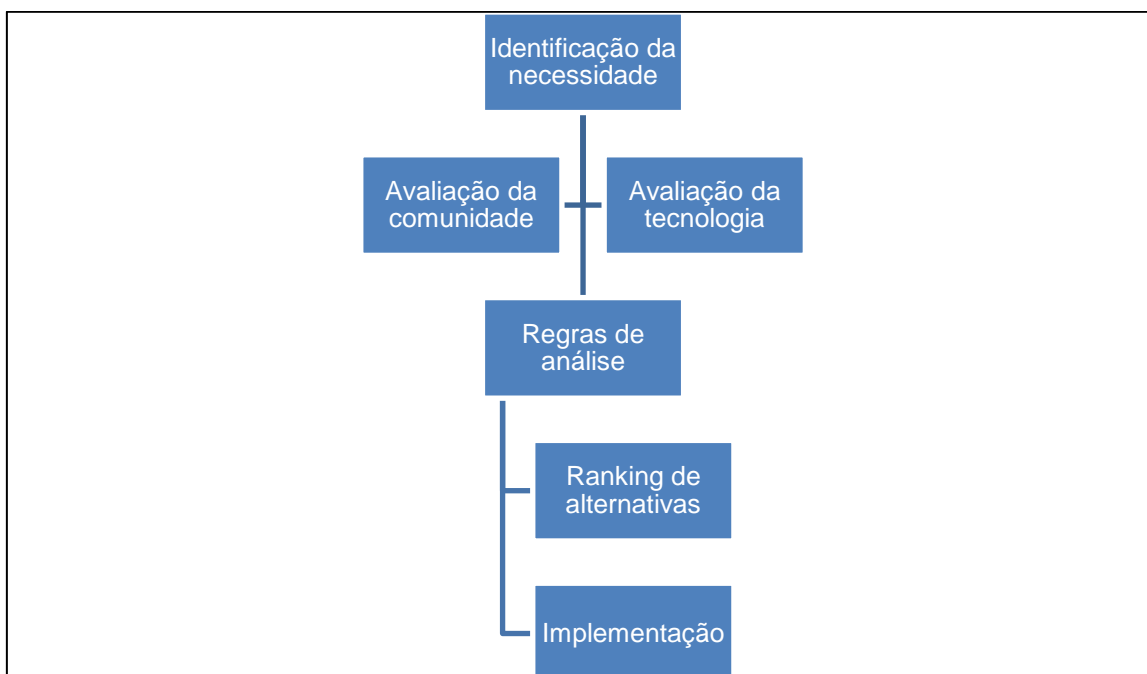 Identificação da
necessidade
Avaliação da
comunidade
Avaliação da
tecnologia
Regras de
análise
Ranking de
alternativas
Implementação